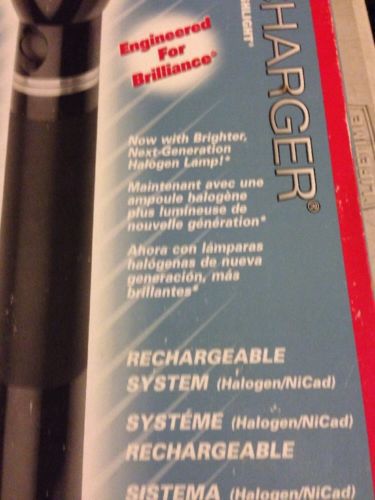 Engineered
For
Brilliance®
HARGER®
SHLIGHT®
Now with Brighter,
Next-Generation
Halogen Lamp!*
Maintenant avec une
ampoule halogène
plus lumineuse de
nouvelle génération*
Ahora con lámparas
halógenas de nueva
generación, más
brillantes*
RECHARGEABLE
SYSTEM (Halogen/NiCad)
SYSTÈME (Halogen/NiCad)
RECHARGEABLE
SISTEMA (Halogen/NiCad)